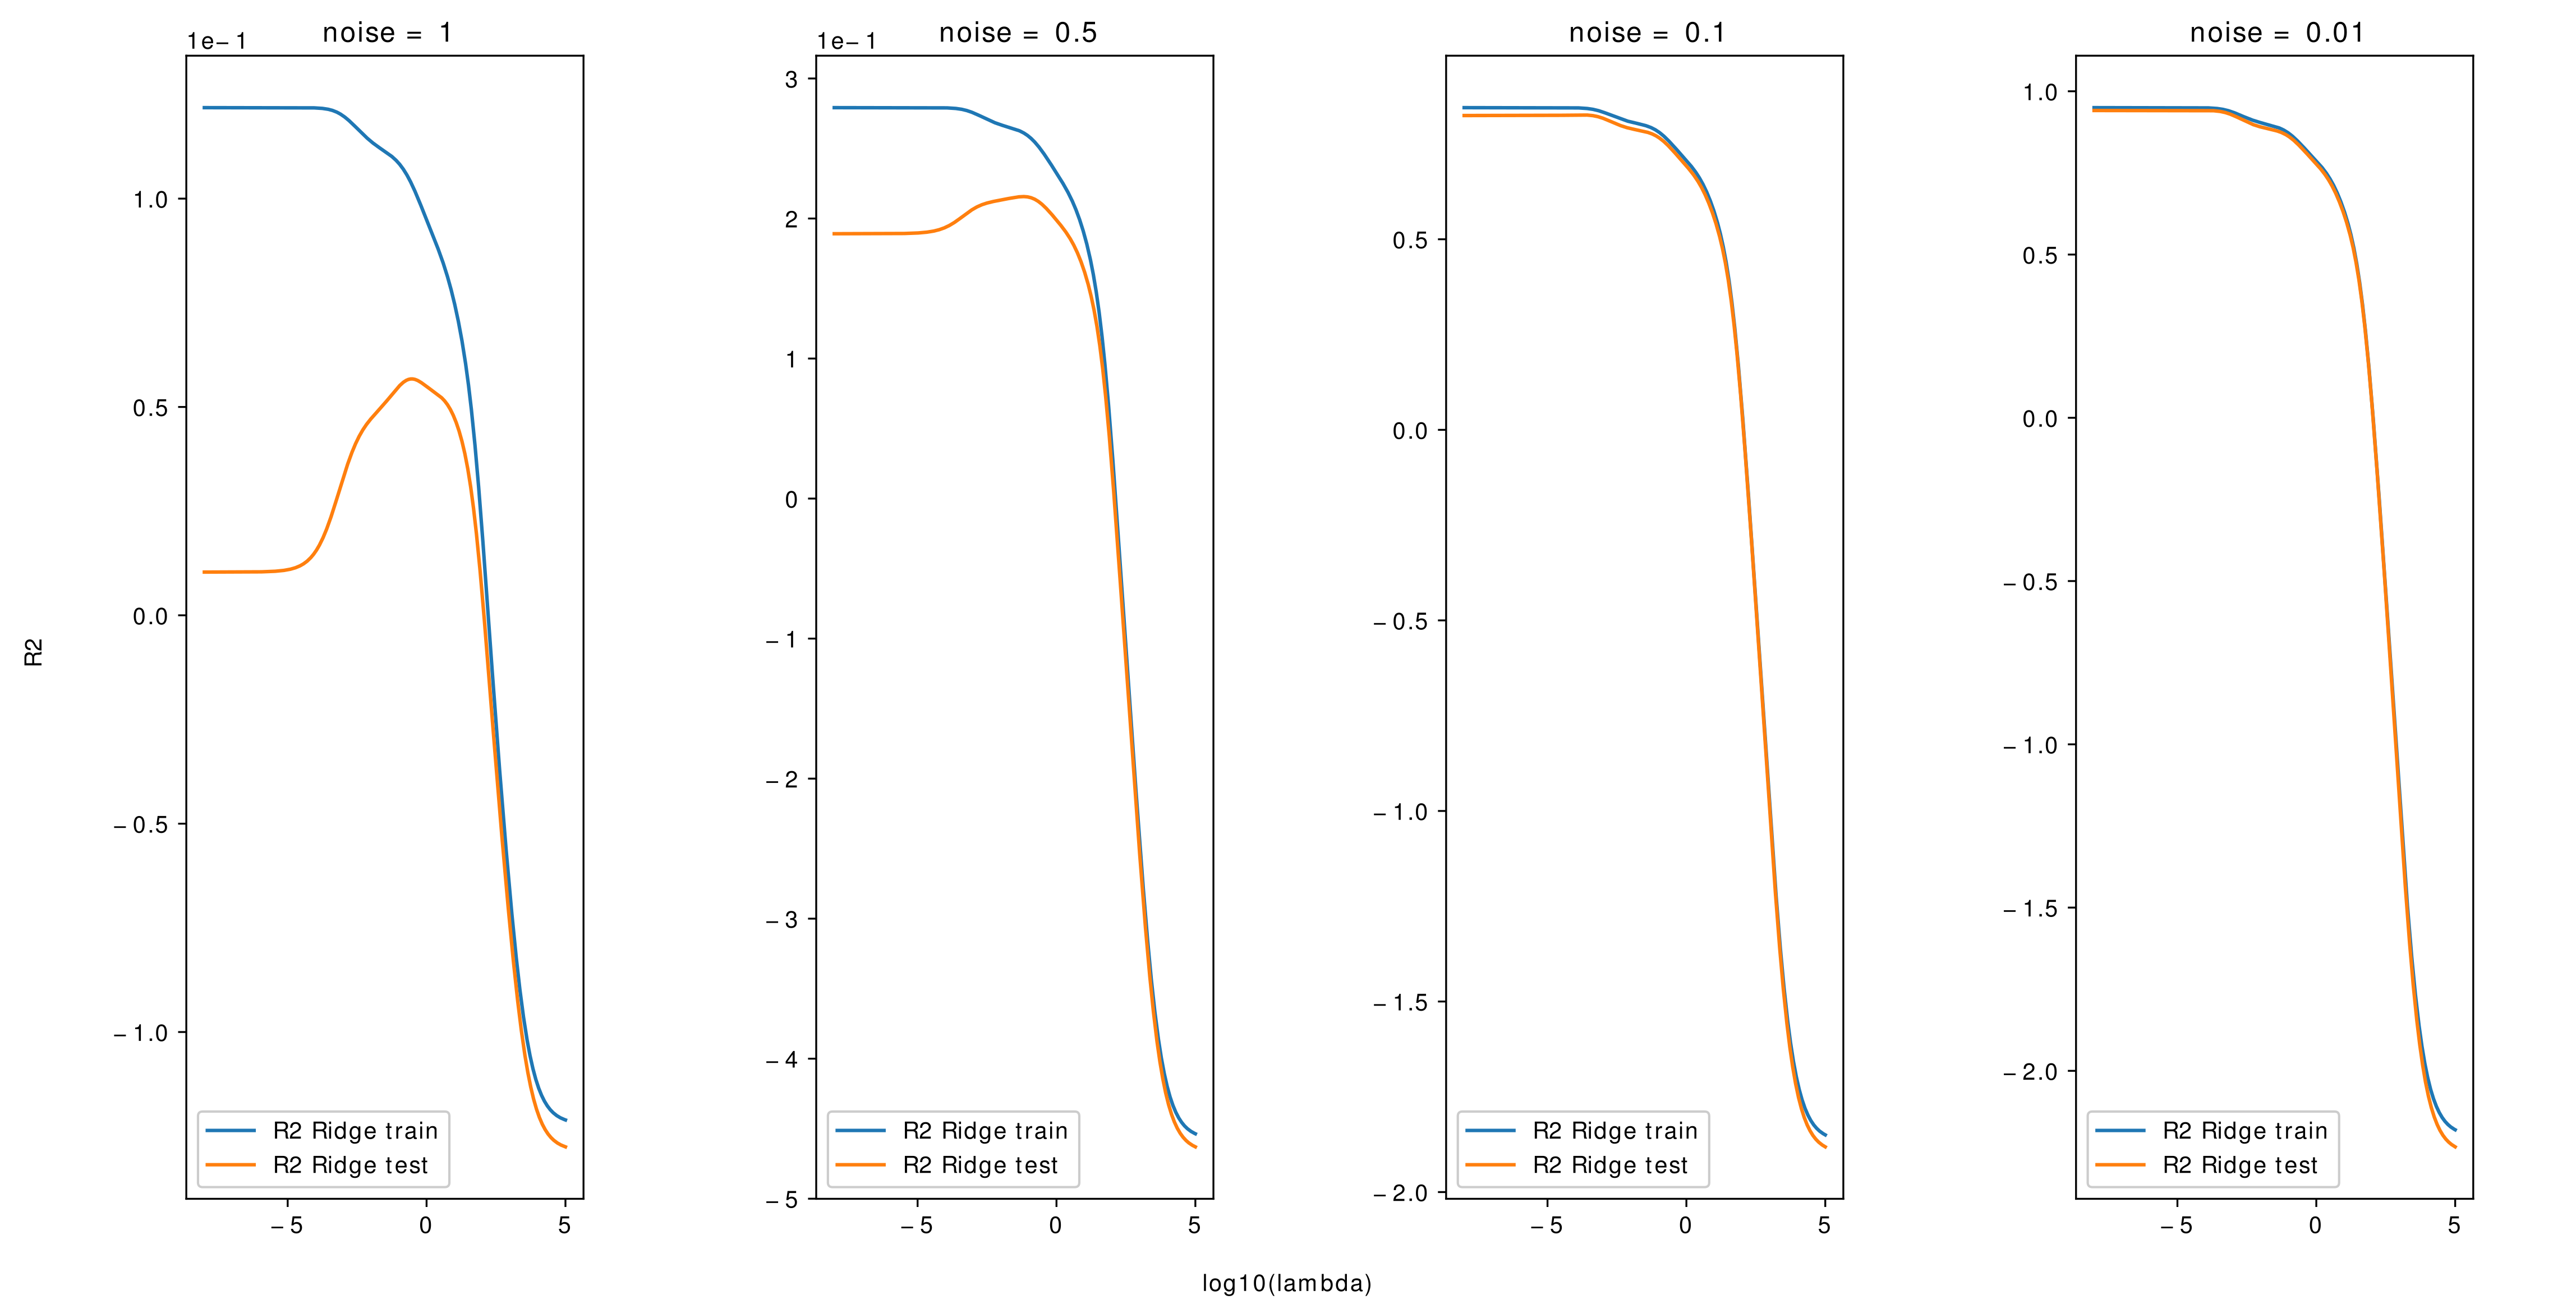 noise = 1
1e−1
1.0
0.5
0.0
−0.5
−1.0
−5 0 5
R2 Ridge train
R2 Ridge test
noise = 0.5
1e−1
3
2
1
0
−1
−2
−3
−4
−5
−5 0 5
R2 Ridge train
R2 Ridge test
noise = 0.1
0.5
0.0
−0.5
−1.0
−1.5
−2.0
−5 0 5
R2 Ridge train
R2 Ridge test
noise = 0.01
1.0
0.5
0.0
−0.5
−1.0
−1.5
−2.0
−5 0 5
R2 Ridge train
R2 Ridge test
R2
log10(lambda)